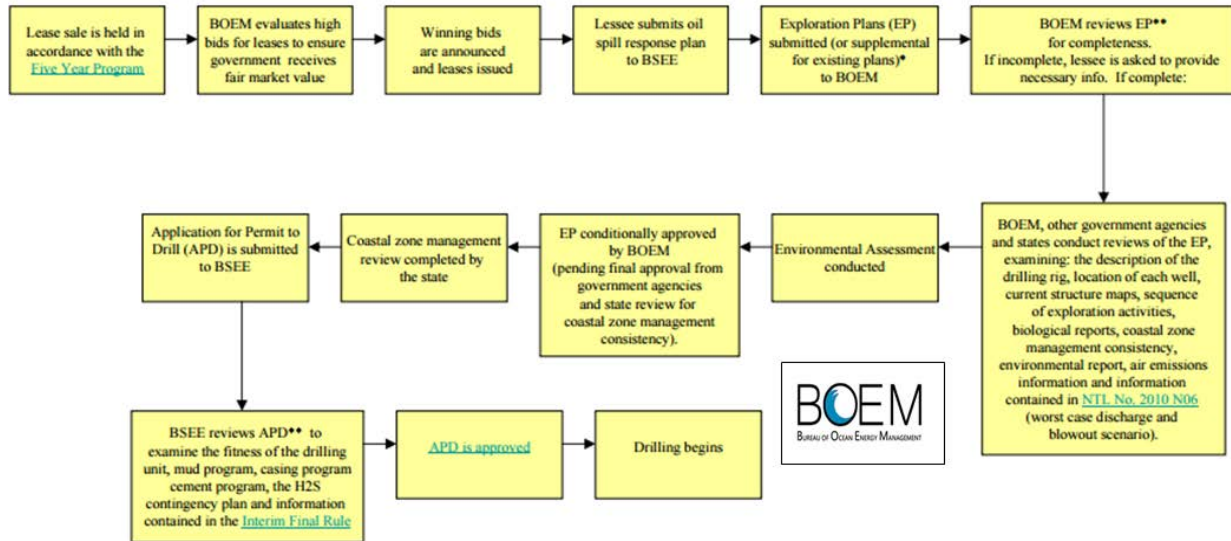 Lease sale is held in
accordance with the
Five Year Program
BOEM evaluates high
bids for leases to ensure
government receives
fair market value
Winning bids
are announced
and leases issued
Lessee submits oil
spill response plan
to BSEE
Exploration Plans (EP)
submitted (or supplemental
for existing plans)*
to BOEM
BOEM reviews EP**
for completeness.
If incomplete, lessee is asked to provide
necessary info. If complete:
BOEM, other government agencies
and states conduct reviews of the EP,
examining: the description of the
drilling rig, location of each well,
current structure maps, sequence
of exploration activities,
biological reports, coastal zone
management consistency,
environmental report, air emissions
information and information
contained in NTL No. 2010 N06
(worst case discharge and
blowout scenario).
Environmental Assessment
conducted
EP conditionally approved
by BOEM
(pending final approval from
government agencies
and state review for
coastal zone management
consistency).
Coastal zone management
review completed by
the state
Application for Permit to
Drill (APD) is submitted
to BSEE
BSEE reviews APD** to
examine the fitness of the drilling
unit, mud program, casing program
cement program, the H2S
contingency plan and information
contained in the Interim Final Rule
APD is approved
Drilling begins
BOEM
BUREAU OF OCEAN ENERGY MANAGEMENT